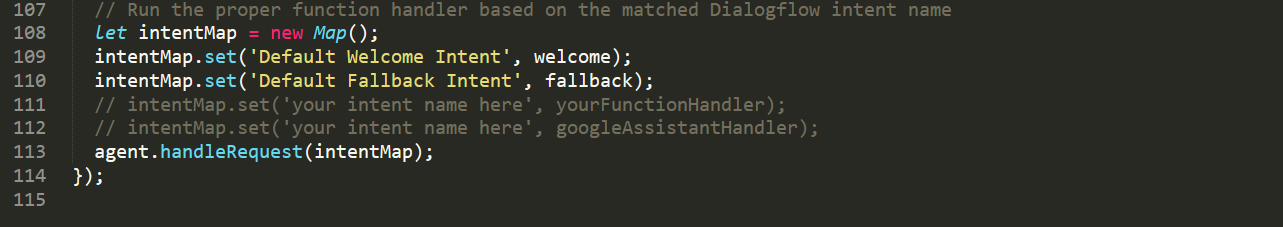 107 // Run the proper function handler based on the matched Dialogflow intent name
108 let intentMap = new Map();
109 intentMap.set('Default Welcome Intent', welcome);
110 intentMap.set('Default Fallback Intent', fallback);
111 // intentMap.set('your intent name here', yourFunctionHandler);
112 // intentMap.set('your intent name here', googleAssistantHandler);
113 agent.handleRequest(intentMap);
114 });
115